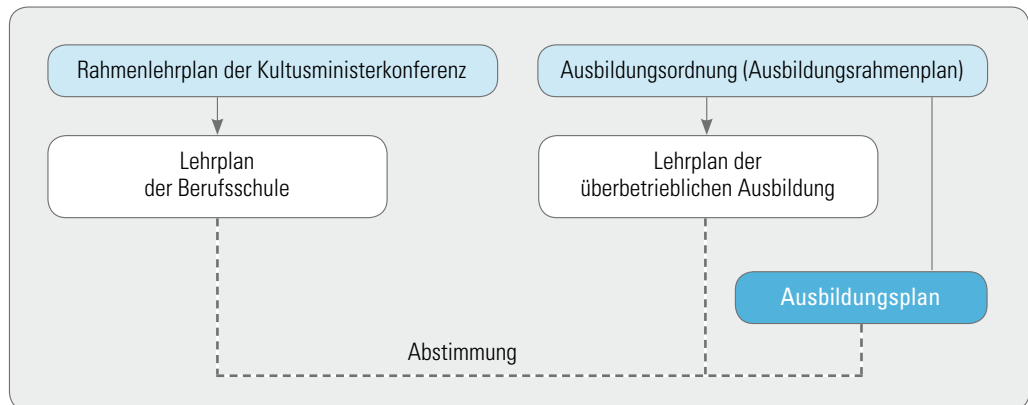 Rahmenlehrplan der Kultusministerkonferenz
Ausbildungsordnung (Ausbildungsrahmenplan)
Lehrplan
der Berufsschule
Lehrplan der
überbetrieblichen Ausbildung
Ausbildungsplan
Abstimmung